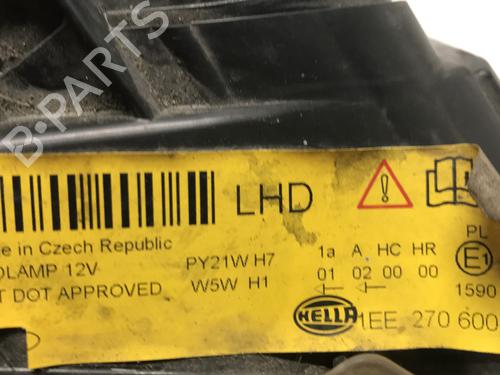 B-PARTS
LHD
e in Czech Republic
DLAMP 12V PY21W H7 1a A HC HR PL
T DOT APPROVED W5W H1 01 02 00 00 E1
1590
HELLA 1EE 270 600